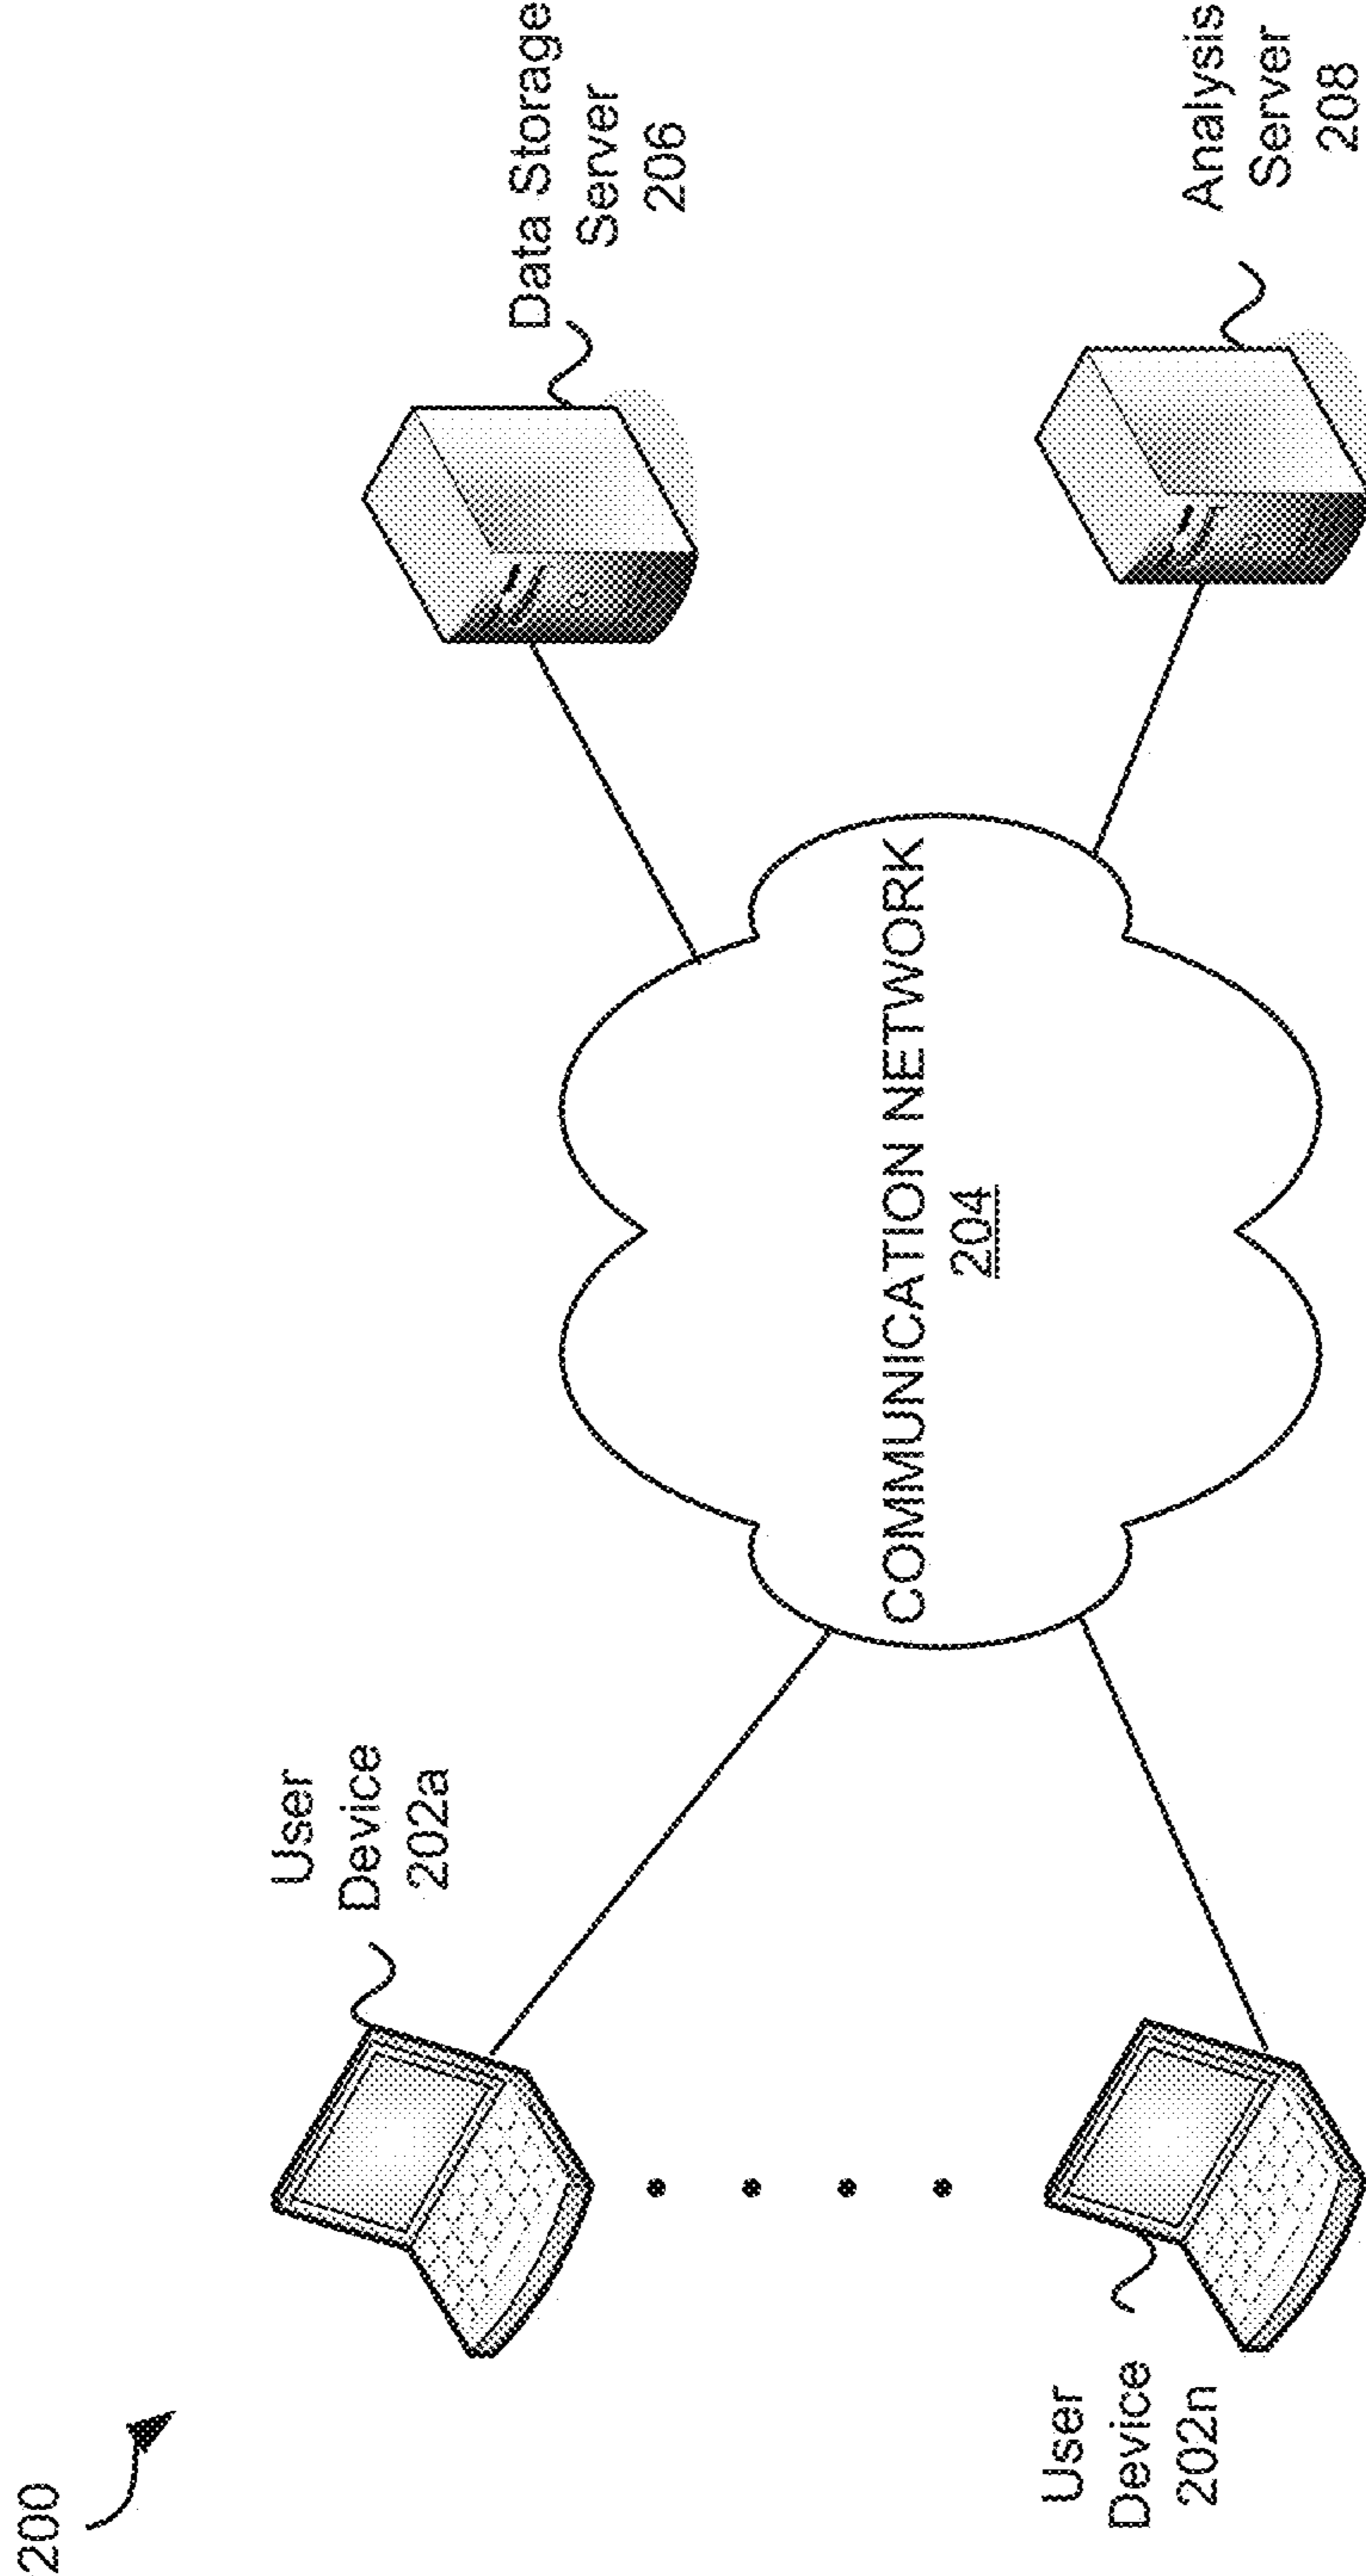 200
User
Device
202a
Data Storage
Server
206
COMMUNICATION NETWORK
204
User
Device
202n
Analysis
Server
208